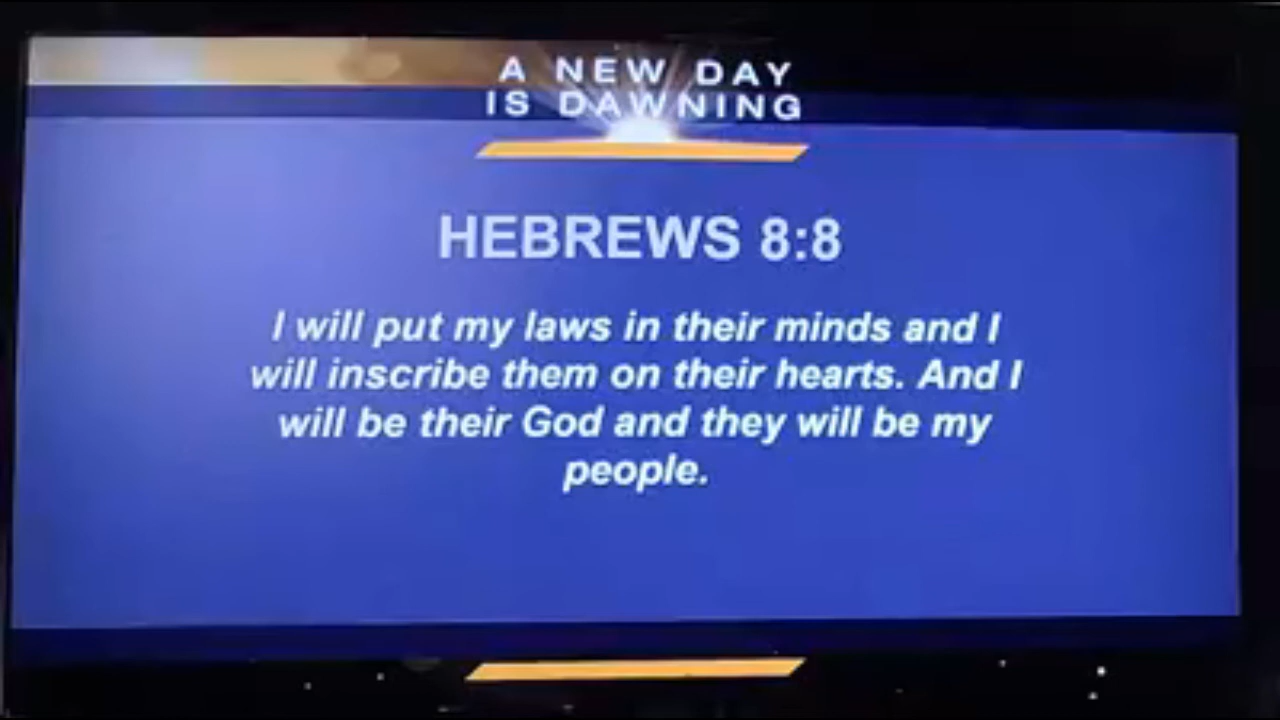 A NEW DAY
IS DAWNING
HEBREWS 8:8
I will put my laws in their minds and I
will inscribe them on their hearts. And I
will be their God and they will be my
people.